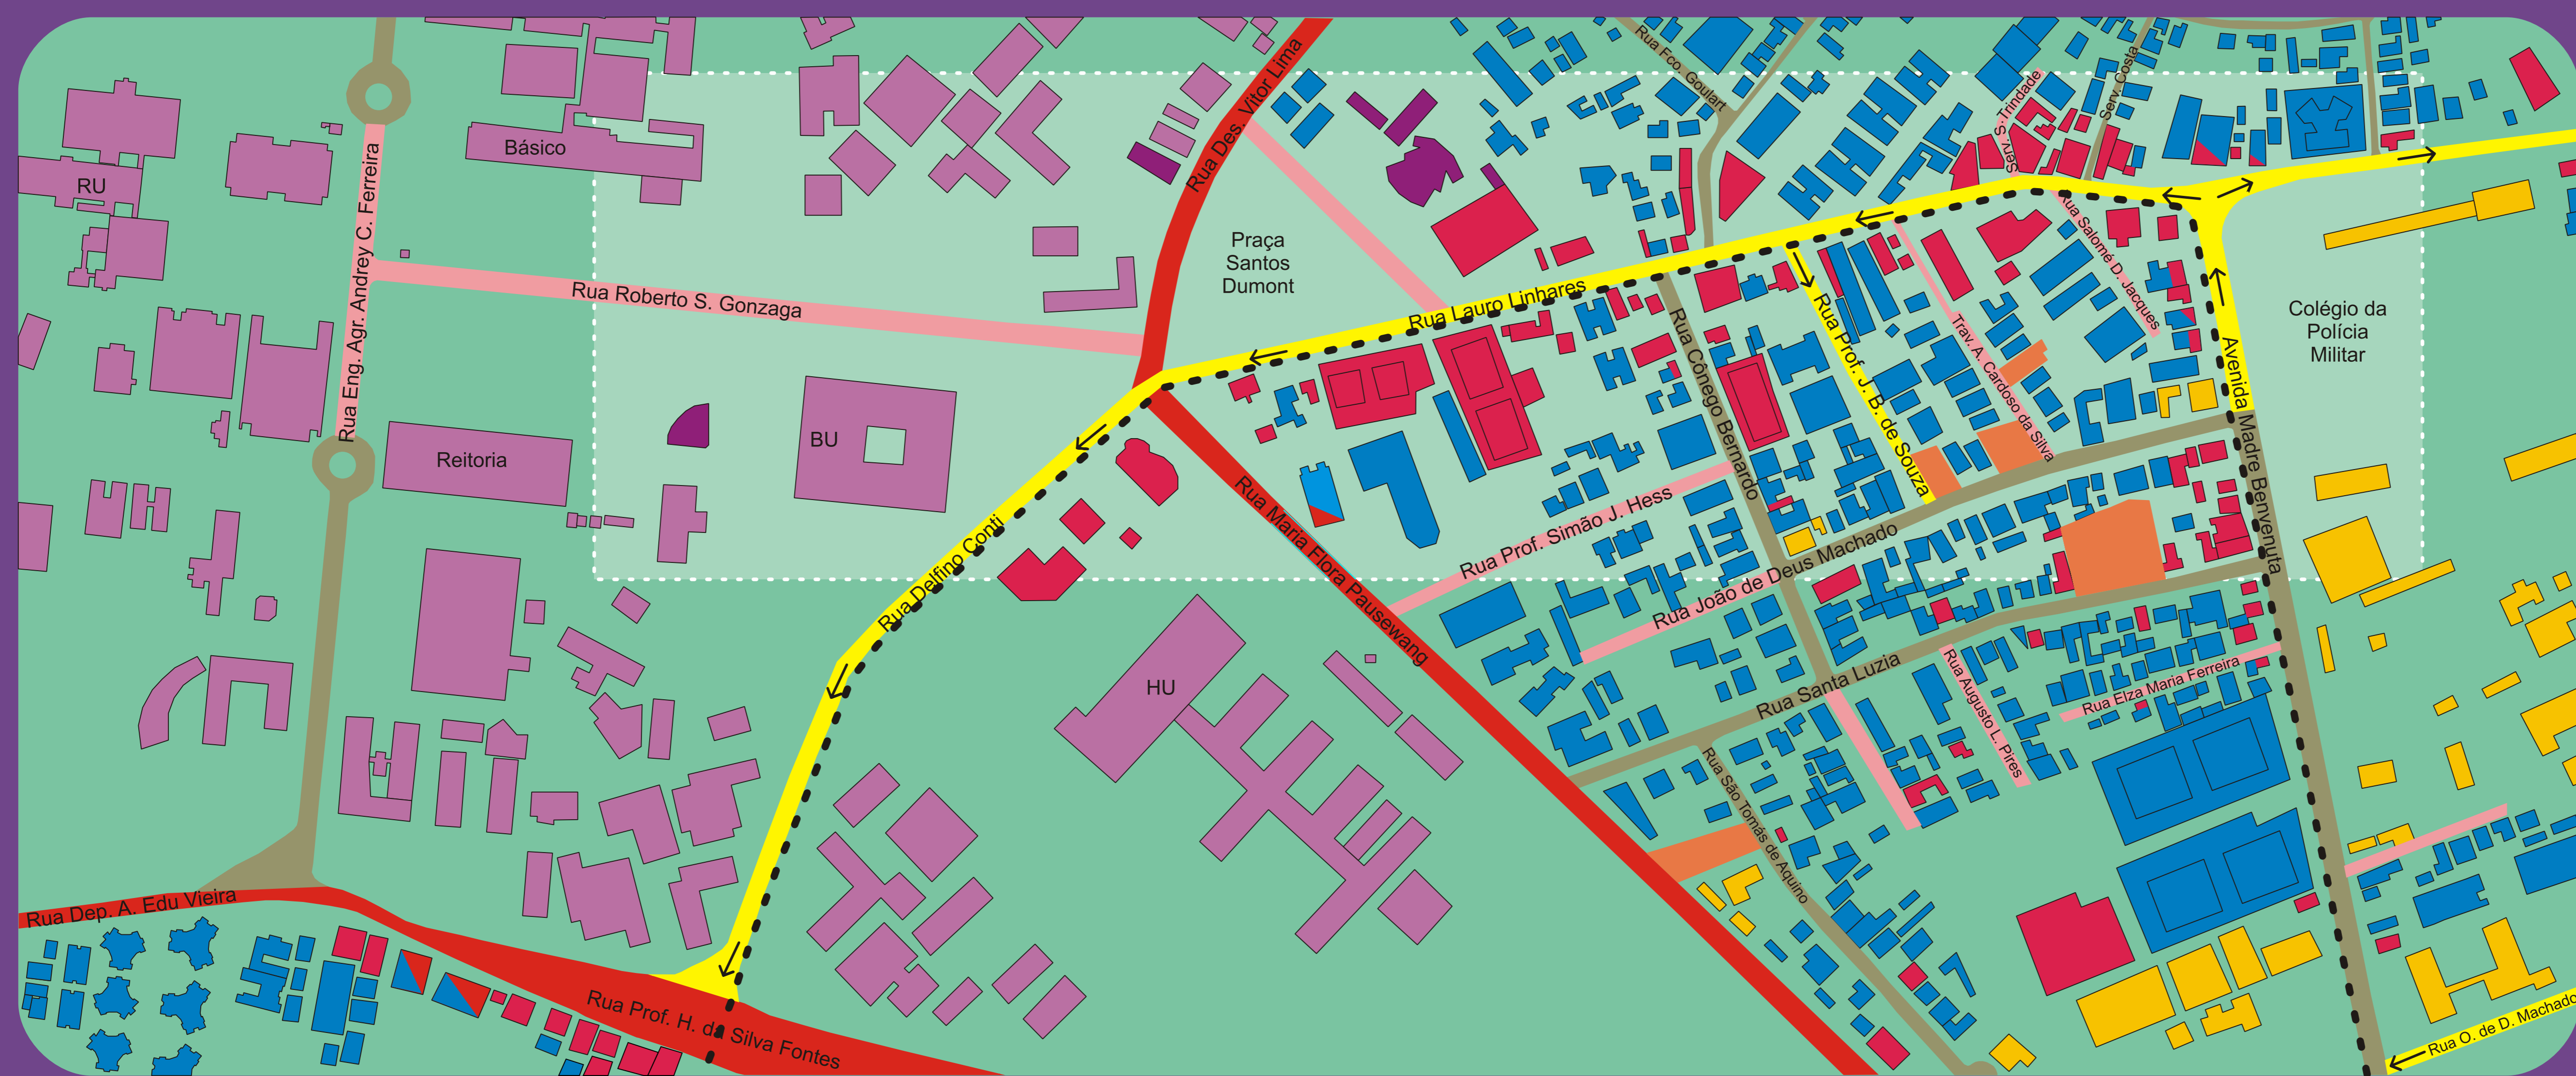 Rua Des. Vitor Lima
Rua Fco. Goulart
Serv. S. Trindade
Serv. Costa
Básico
RU
Rua Eng. Agr. Andrey C. Ferreira
Rua Roberto S. Gonzaga
Praça
Santos
Dumont
Rua Lauro Linhares
Rua Salomé D. Jacques
Colégio da
Polícia
Militar
Rua Cônego Bernardo
Rua Prof. J. B. de Souza
Trav. A. Cardoso da Silva
Avenida Madre Benvenuta
Reitoria
BU
Rua Maria Flora Pausewang
Rua Prof. Simão J. Hess
Rua João de Deus Machado
Rua Delfino Conti
HU
Rua Santa Luzia
Rua Augusto L. Pires
Rua Elza Maria Ferreira
Rua São Tomás de Aquino
Rua Dep. A. Edu Vieira
Rua Prof. H. da Silva Fontes
Rua O. de D. Machado